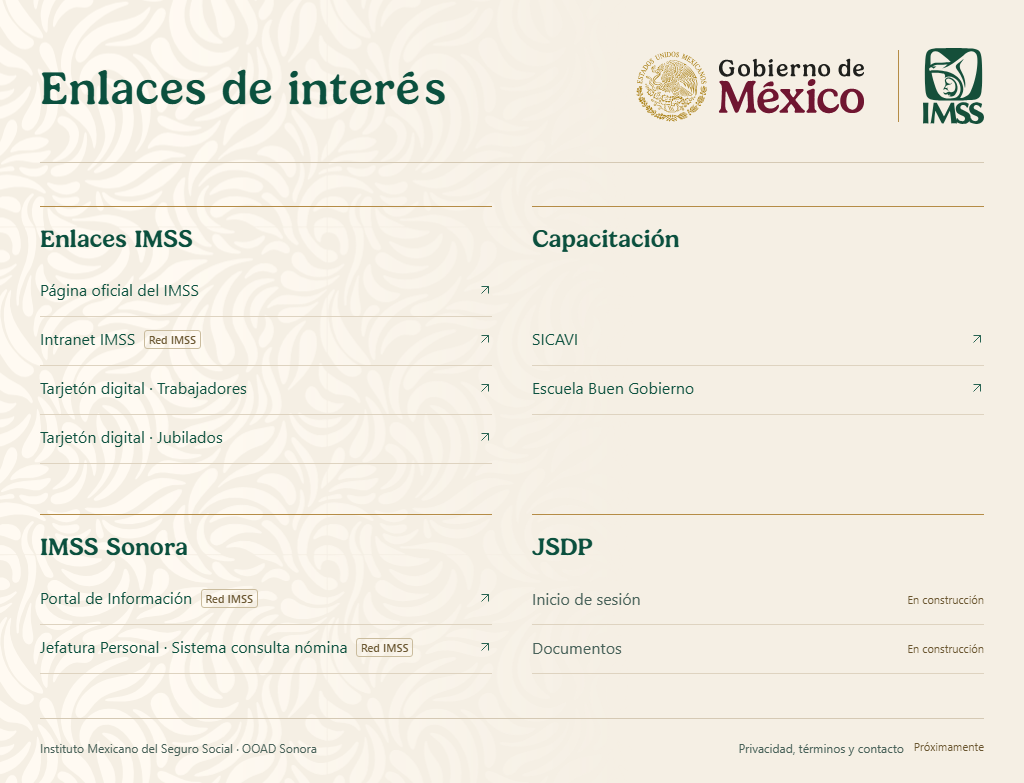 Enlaces de interés
ESTADOS UNIDOS MEXICANOS
Gobierno de
México
IMSS
Enlaces IMSS
Página oficial del IMSS
Intranet IMSS Red IMSS
Tarjetón digital · Trabajadores
Tarjetón digital · Jubilados
Capacitación
SICAVI
Escuela Buen Gobierno
IMSS Sonora
Portal de Información Red IMSS
Jefatura Personal · Sistema consulta nómina Red IMSS
JSDP
Inicio de sesión En construcción
Documentos En construcción
Instituto Mexicano del Seguro Social · OOAD Sonora
Privacidad, términos y contacto Próximamente